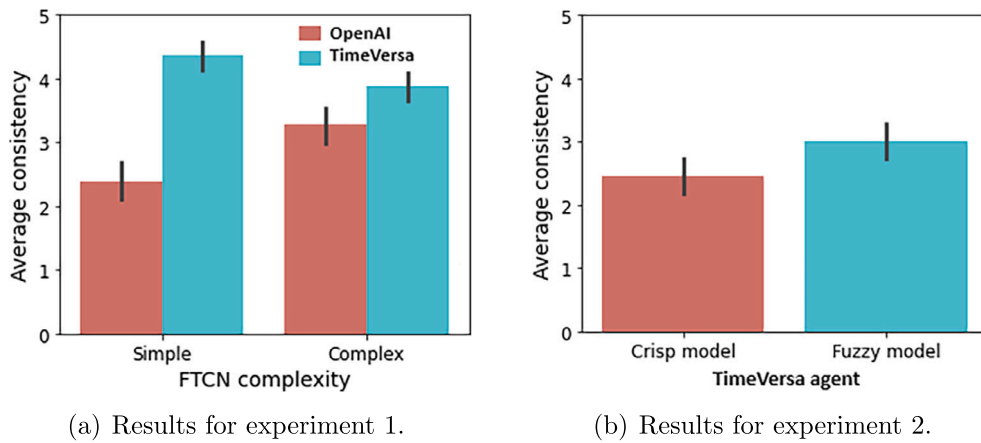 5
4
3
2
1
0
Average consistency
OpenAI
TimeVersa
Simple
Complex
FTCN complexity
(a) Results for experiment 1.
5
4
3
2
1
0
Average consistency
Crisp model
Fuzzy model
TimeVersa agent
(b) Results for experiment 2.